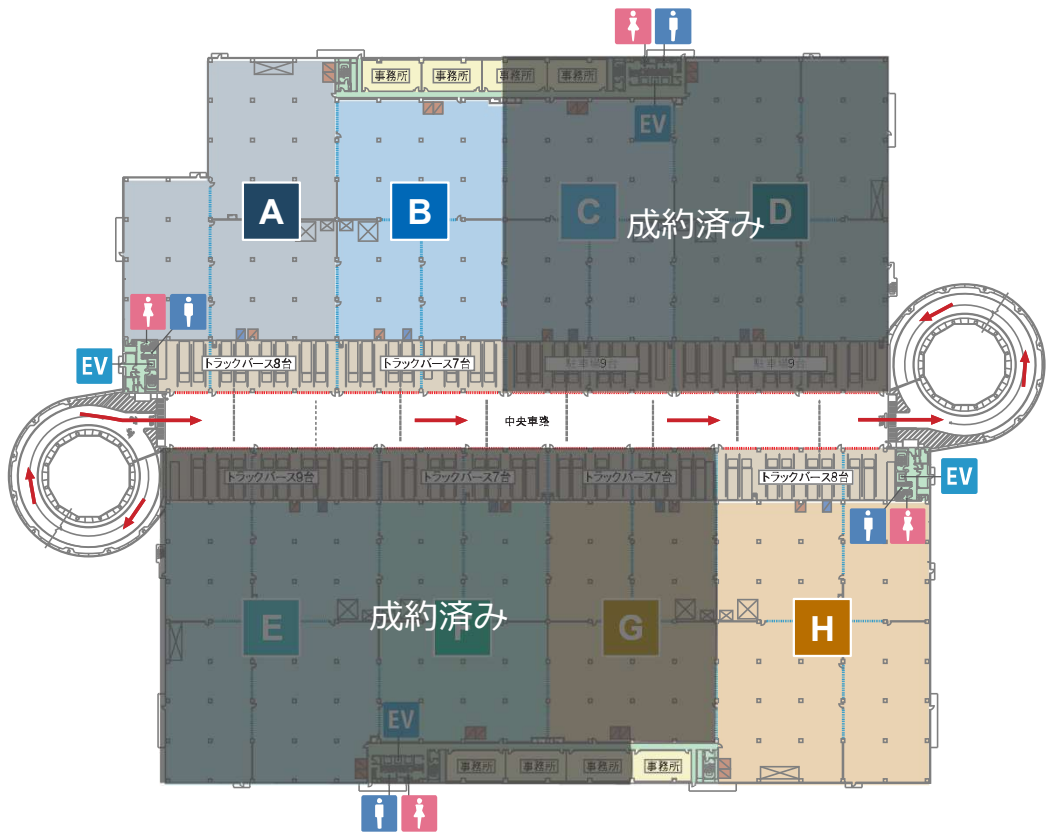 事務所
事務所
事務所
事務所
EV
A
B
C
D
成約済み
EV
トラックバース8台
トラックバース7台
駐車場9台
駐車場9台
中央車路
トラックバース9台
トラックバース7台
トラックバース7台
トラックバース8台
EV
成約済み
E
F
G
H
EV
事務所
事務所
事務所
事務所